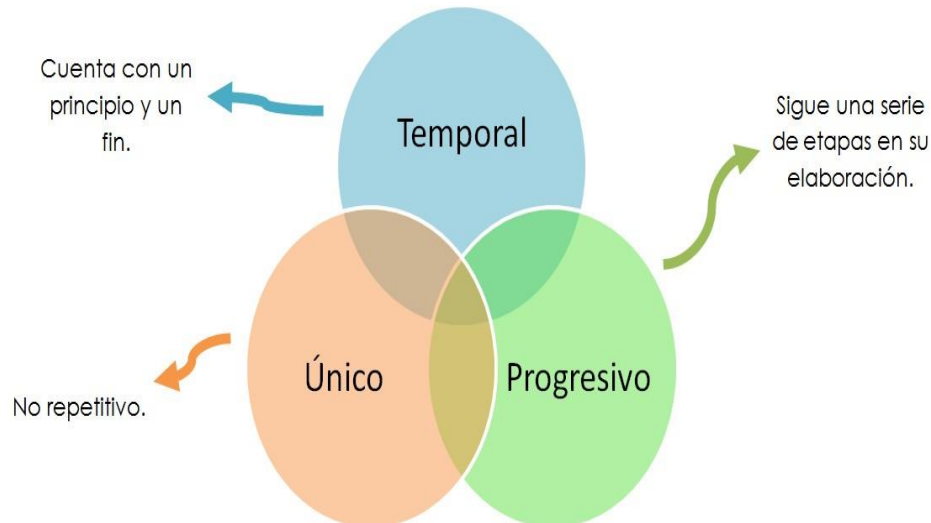 Cuenta con un
principio y un
fin.
Temporal
Sigue una serie
de etapas en su
elaboración.
Único
Progresivo
No repetitivo.